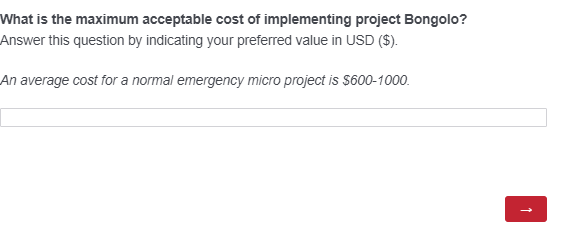 What is the maximum acceptable cost of implementing project Bongolo?
Answer this question by indicating your preferred value in USD ($).
An average cost for a normal emergency micro project is $600-1000.
→